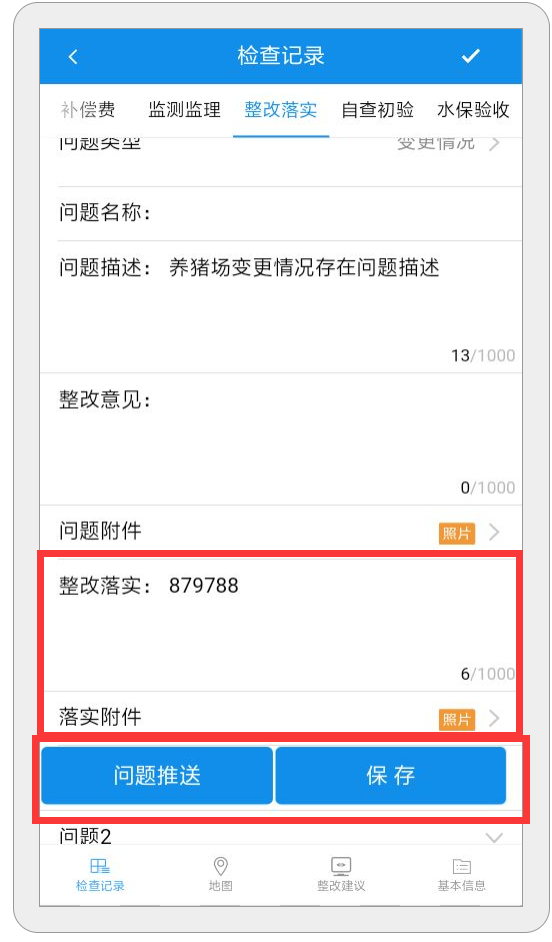 检查记录
补偿费 监测监理 整改落实 自查初验 水保验收
问题类型 变更情况
问题名称：
问题描述： 养猪场变更情况存在问题描述
13/1000
整改意见：
0/1000
问题附件 照片
整改落实： 879788
6/1000
落实附件 照片
问题推送 保存
问题2
检查记录 地图 整改建议 基本信息